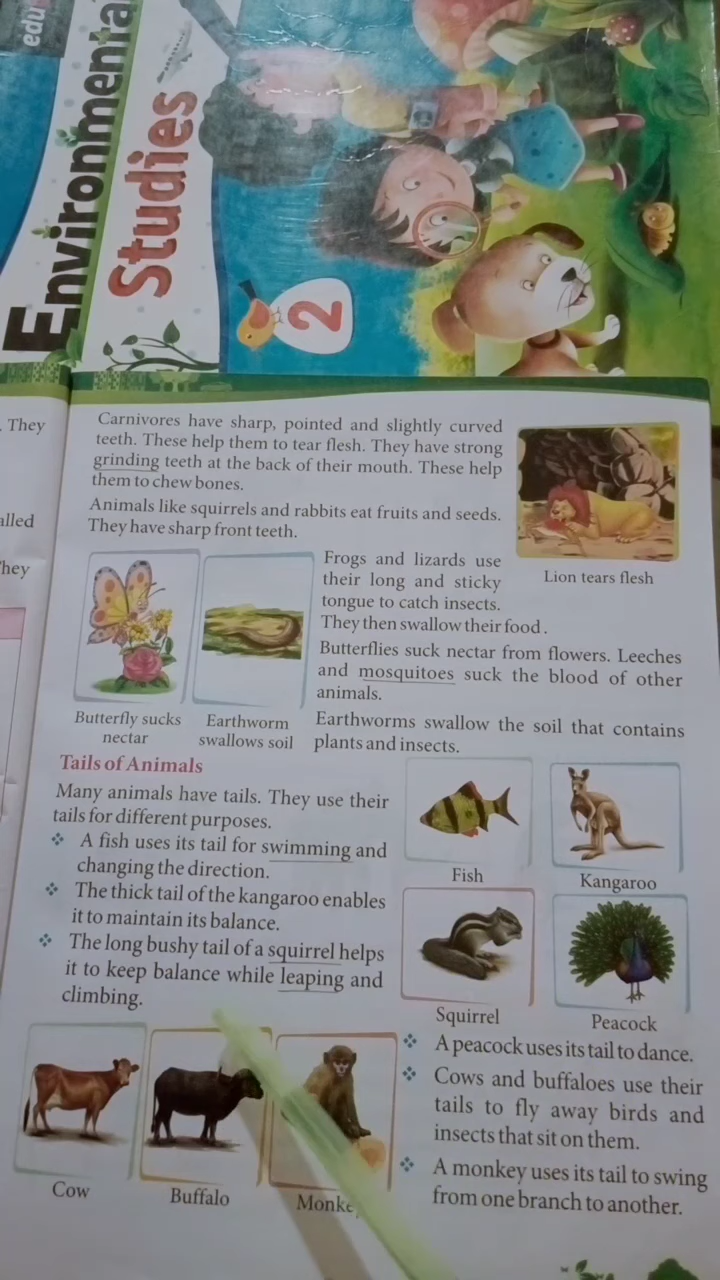 edu
Environmental
Studies
2
. They
alled
They
Carnivores have sharp, pointed and slightly curved
teeth. These help them to tear flesh. They have strong
grinding teeth at the back of their mouth. These help
them to chew bones.
Animals like squirrels and rabbits eat fruits and seeds.
They have sharp front teeth.
Lion tears flesh
Frogs and lizards use
their long and sticky
tongue to catch insects.
They then swallow their food.
Butterflies suck nectar from flowers. Leeches
and mosquitoes suck the blood of other
animals.
Butterfly sucks
nectar
Earthworm
swallows soil
Earthworms swallow the soil that contains
plants and insects.
Tails of Animals
Many animals have tails. They use their
tails for different purposes.
❖ A fish uses its tail for swimming and
changing the direction.
❖ The thick tail of the kangaroo enables
it to maintain its balance.
❖ The long bushy tail of a squirrel helps
it to keep balance while leaping and
climbing.
Fish
Kangaroo
Squirrel
Peacock
Cow
Buffalo
Monke
❖ A peacock uses its tail to dance.
❖ Cows and buffaloes use their
tails to fly away birds and
insects that sit on them.
❖ A monkey uses its tail to swing
from one branch to another.